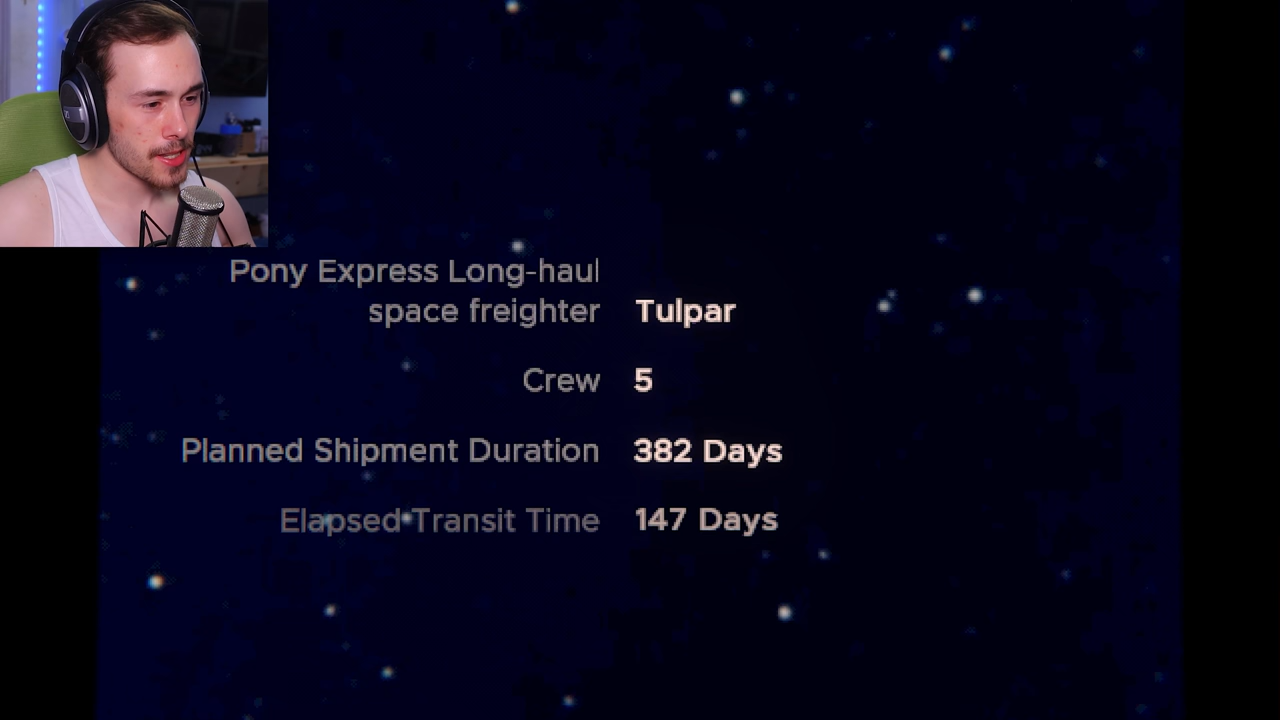 Pony Express Long-haul
space freighter Tulpar
Crew 5
Planned Shipment Duration 382 Days
Elapsed Transit Time 147 Days